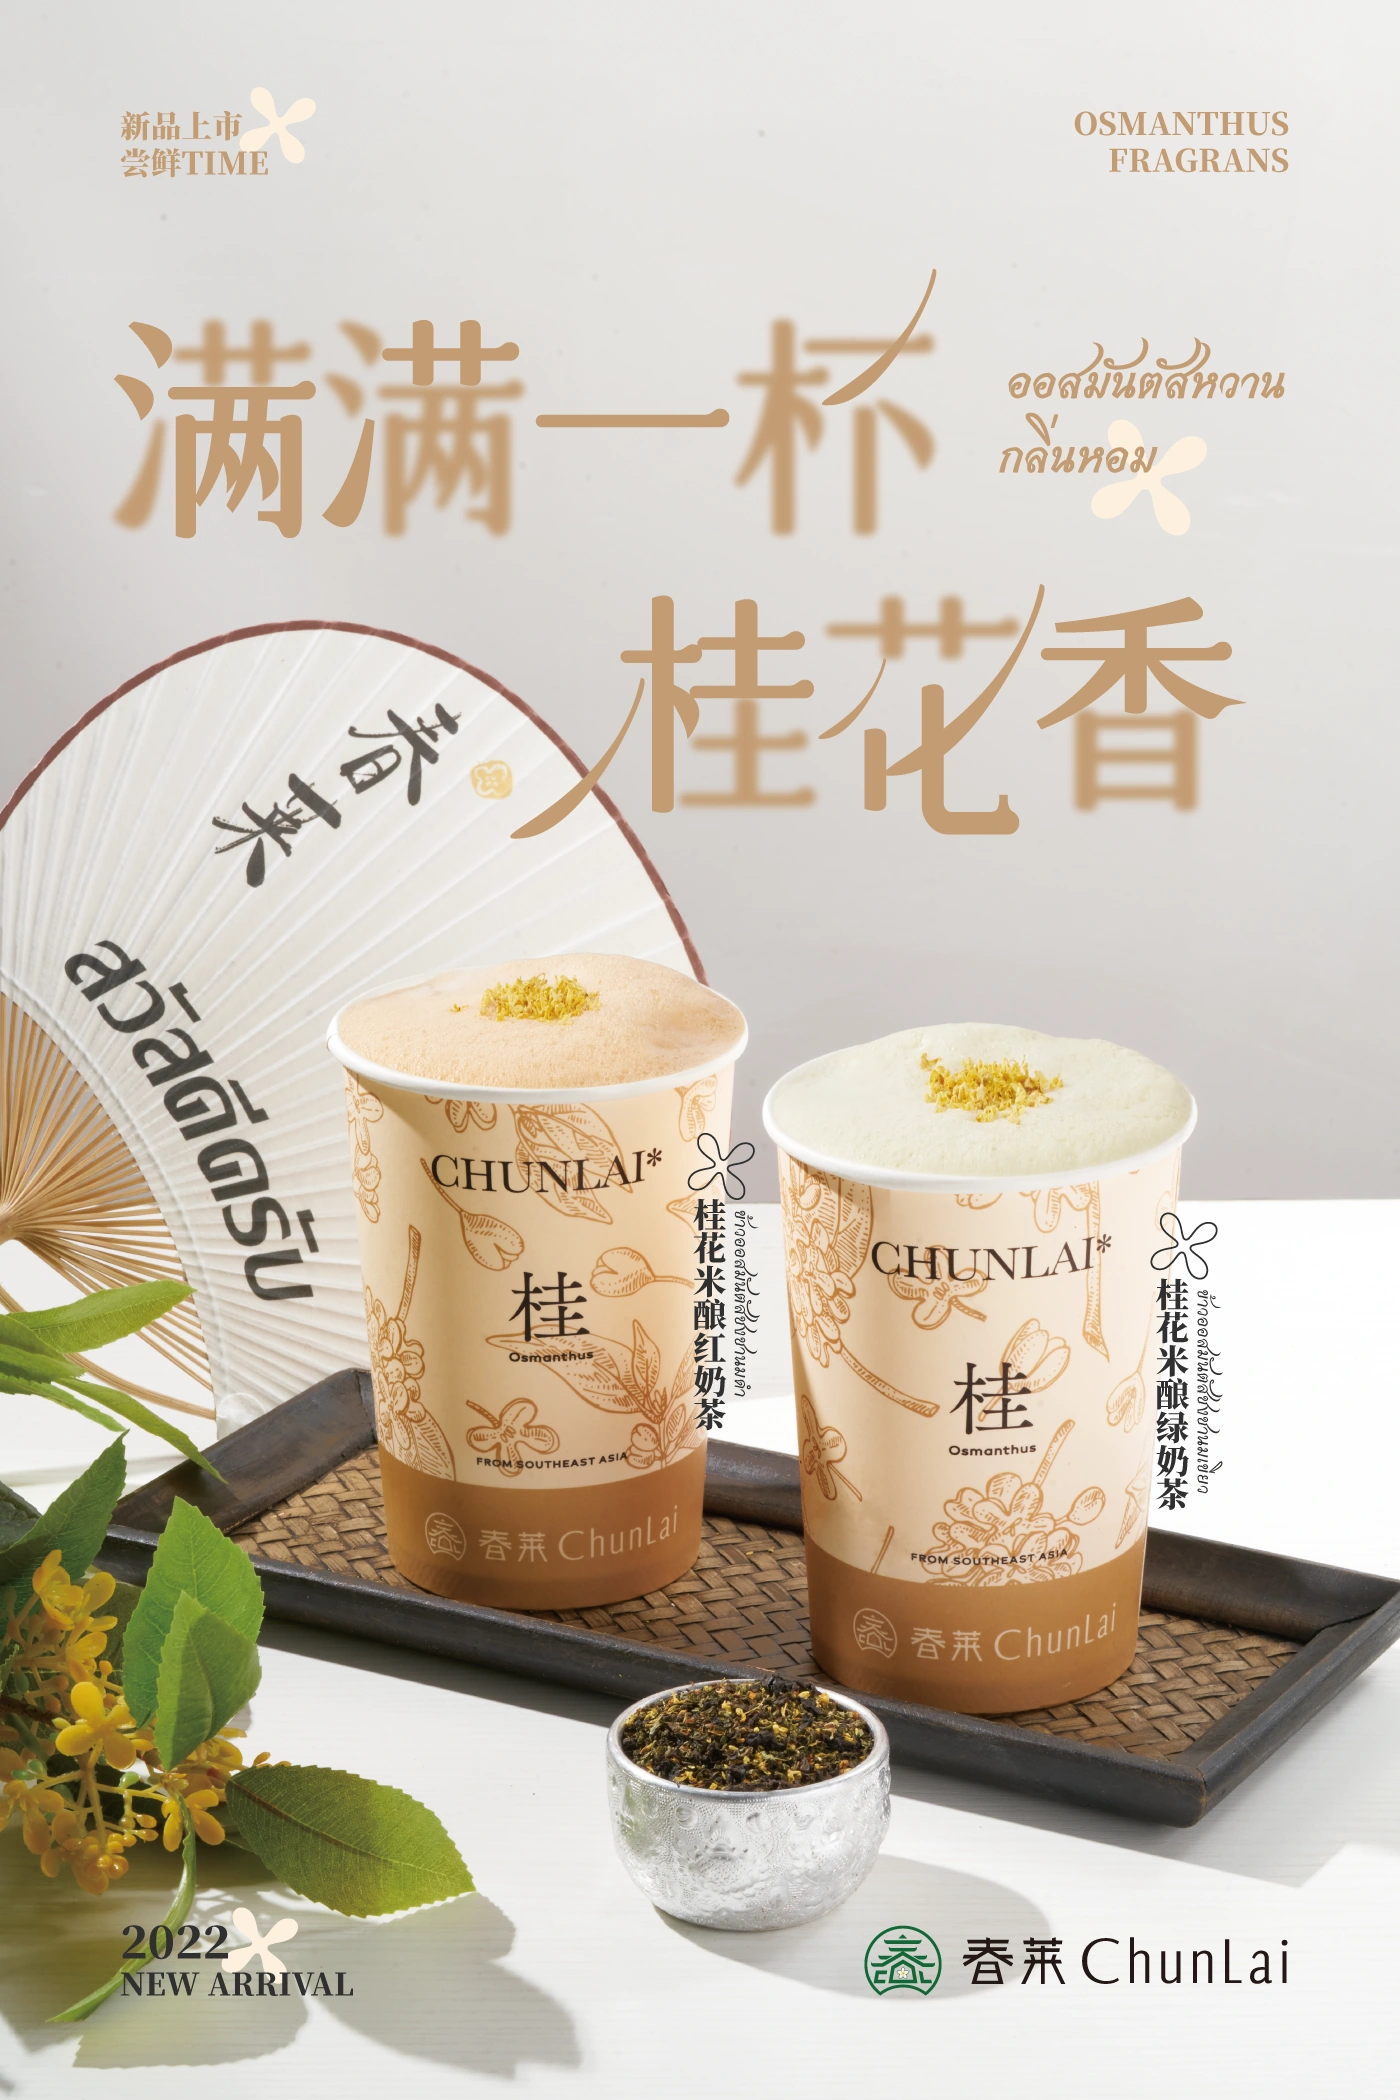 新品上市
尝鲜TIME
OSMANTHUS
FRAGRANS
满满一杯
ออสมันตัสหวาน
กลิ่นหอม
桂花香
春莱
สวัสดีครับ
CHUNLAI*
桂
Osmanthus
FROM SOUTHEAST ASIA
春莱 ChunLai
桂花米酿红奶茶
CHUNLAI*
桂
Osmanthus
FROM SOUTHEAST ASIA
春莱 ChunLai
桂花米酿绿奶茶
2022
NEW ARRIVAL
春莱 ChunLai